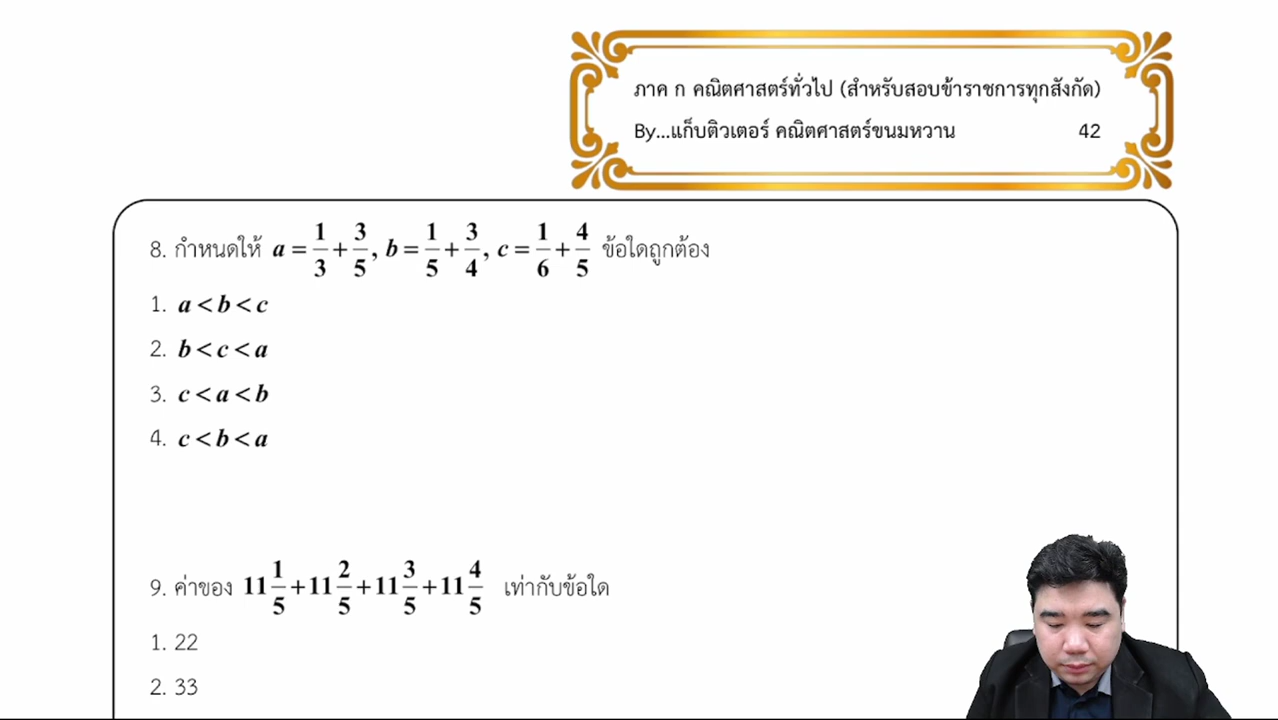 ภาค ก คณิตศาสตร์ทั่วไป (สำหรับสอบข้าราชการทุกสังกัด)
By...แก็บติวเตอร์ คณิตศาสตร์ขนมหวาน 42
8. กำหนดให้ a = 1/3 + 3/5, b = 1/5 + 3/4, c = 1/6 + 4/5 ข้อใดถูกต้อง
1. a < b < c
2. b < c < a
3. c < a < b
4. c < b < a
9. ค่าของ 11 1/5 + 11 2/5 + 11 3/5 + 11 4/5 เท่ากับข้อใด
1. 22
2. 33